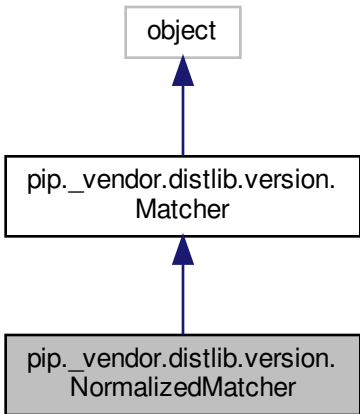 object
pip._vendor.distlib.version.
Matcher
pip._vendor.distlib.version.
NormalizedMatcher